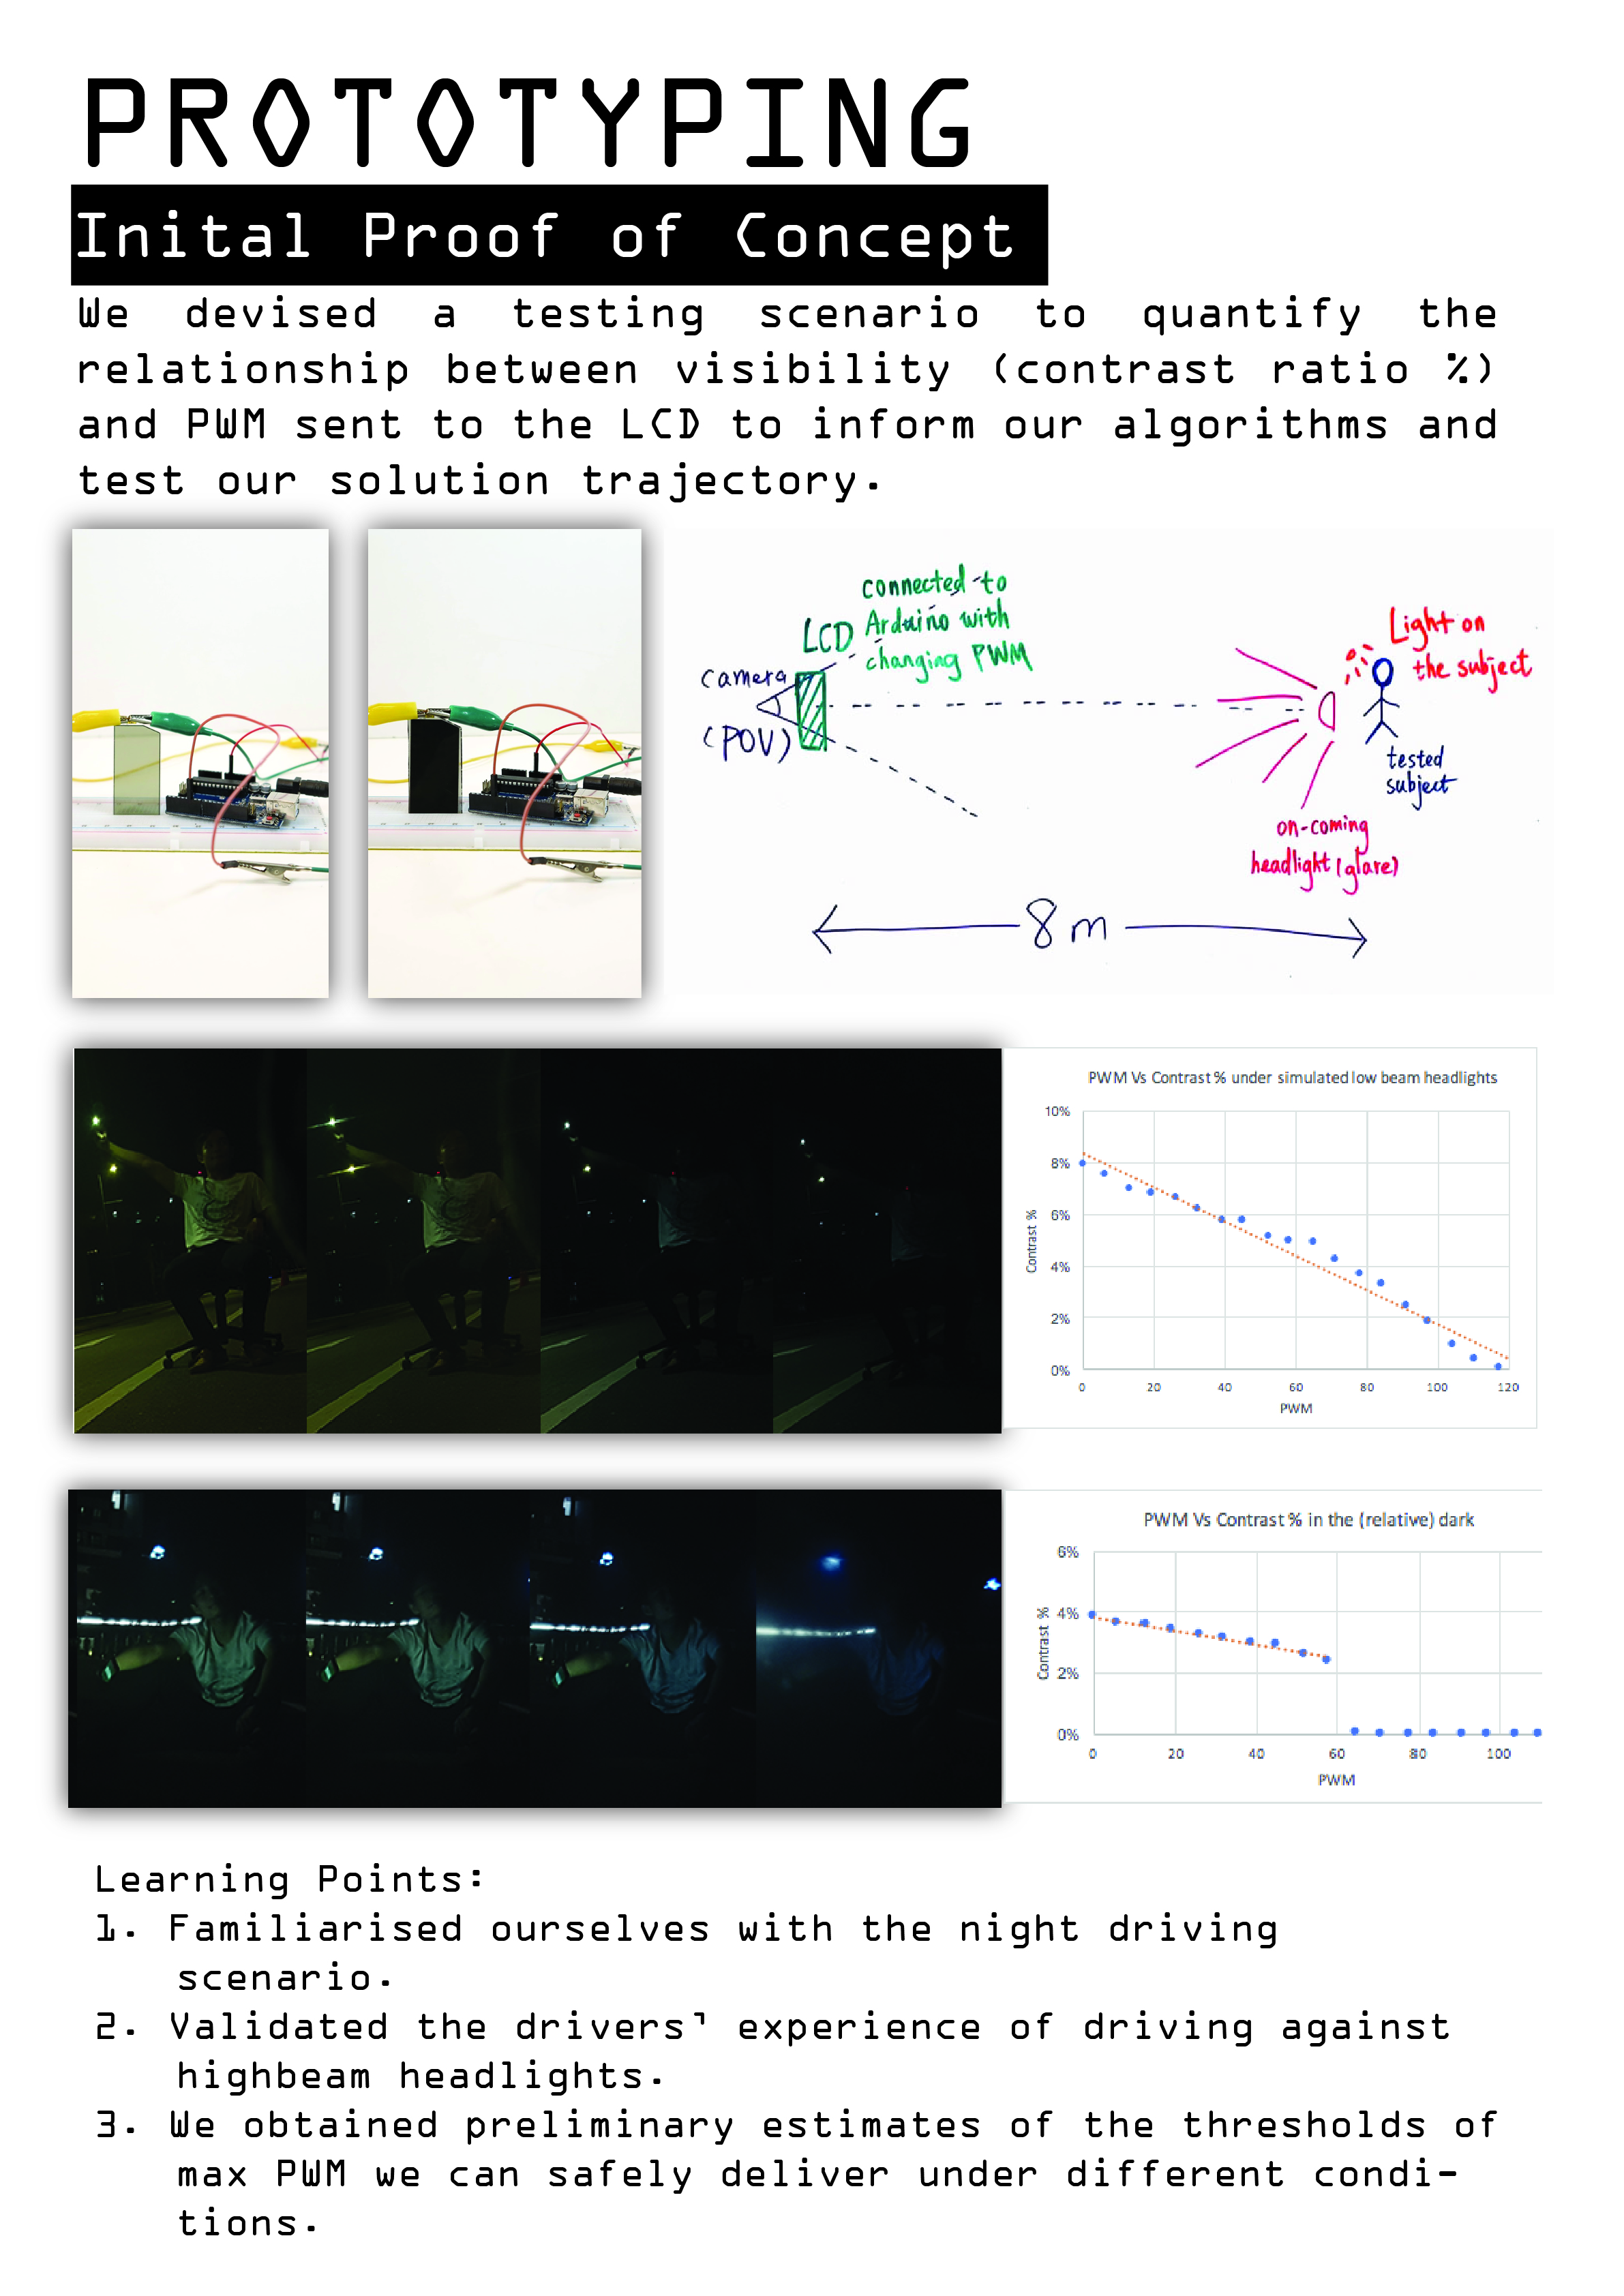 PROTOTYPING
Inital Proof of Concept
We devised a testing scenario to quantify the
relationship between visibility (contrast ratio %)
and PWM sent to the LCD to inform our algorithms and
test our solution trajectory.
connected to
LCD Arduino with
changing PWM
camera
(POV)
Light on
the subject
tested
subject
on-coming
headlight (glare)
8 m
PWM Vs Contrast % under simulated low beam headlights
10%
8%
6%
4%
2%
0%
Contrast %
0 20 40 60 80 100 120
PWM
PWM Vs Contrast % in the (relative) dark
6%
4%
2%
0%
Contrast %
0 20 40 60 80 100
PWM
Learning Points:
1. Familiarised ourselves with the night driving
scenario.
2. Validated the drivers' experience of driving against
highbeam headlights.
3. We obtained preliminary estimates of the thresholds of
max PWM we can safely deliver under different condi-
tions.